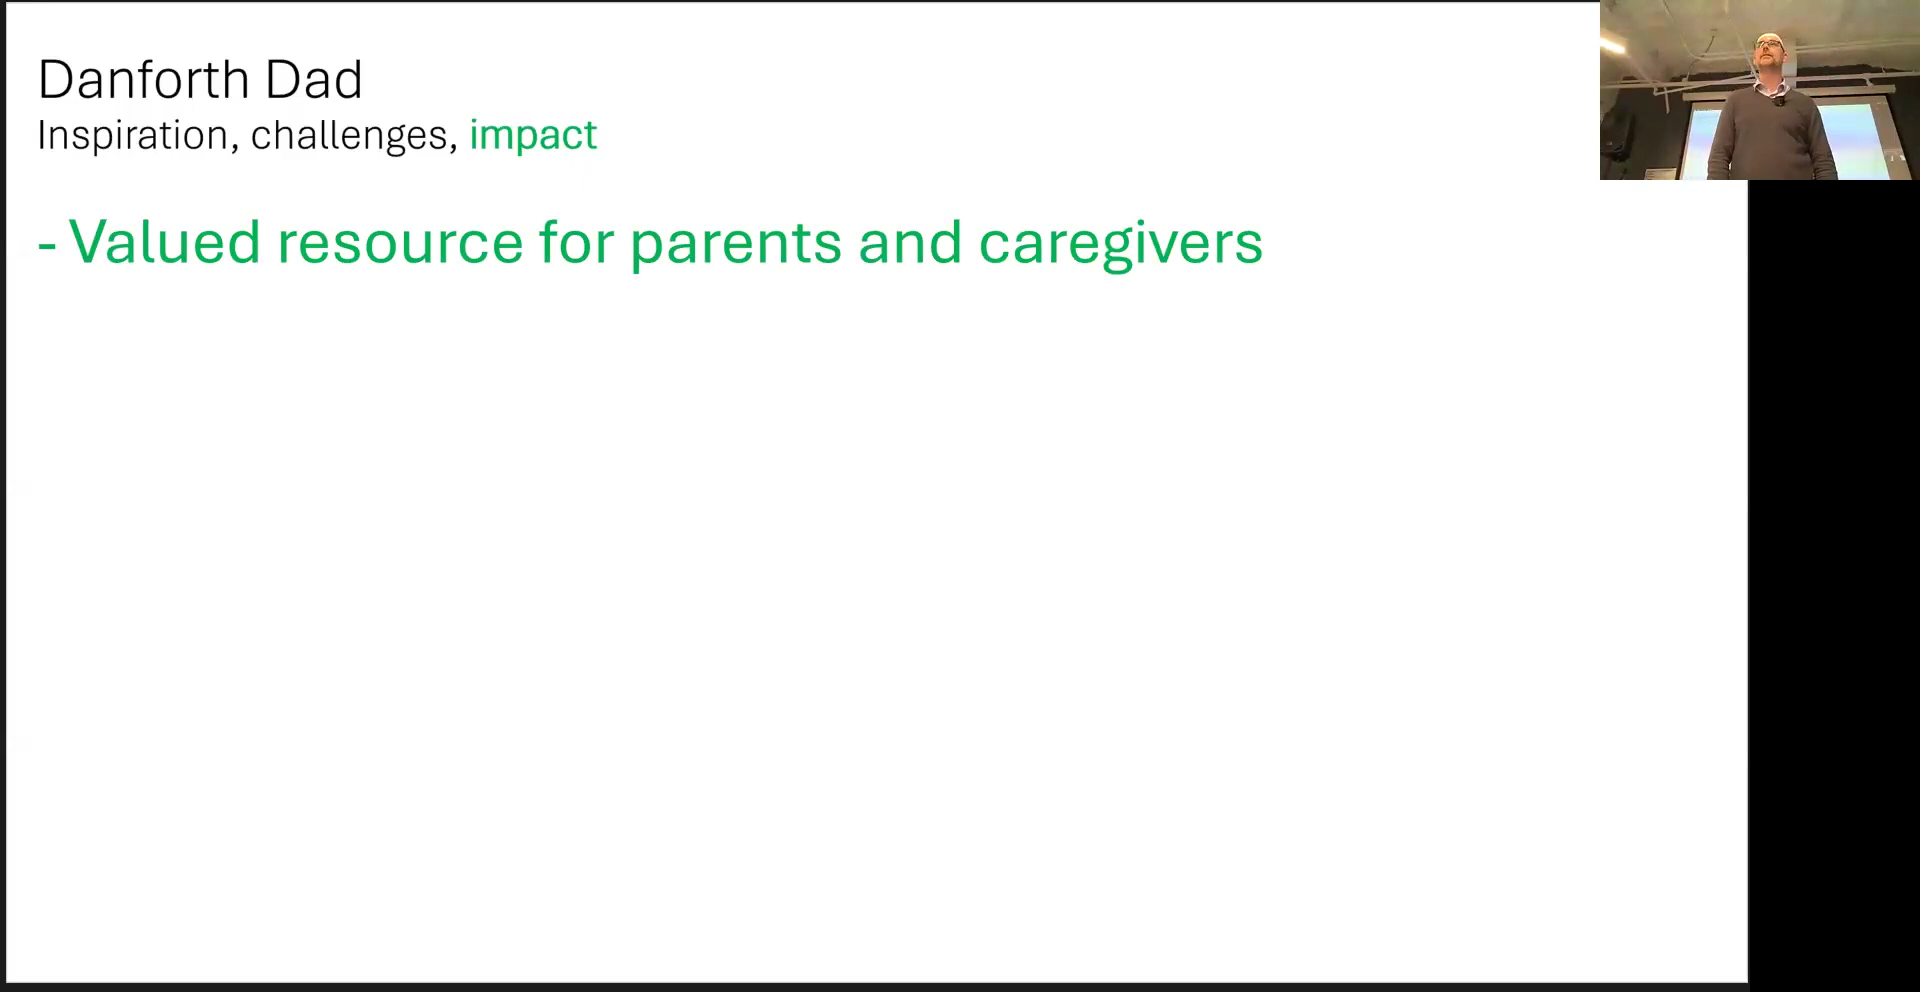 Danforth Dad
Inspiration, challenges, impact
- Valued resource for parents and caregivers